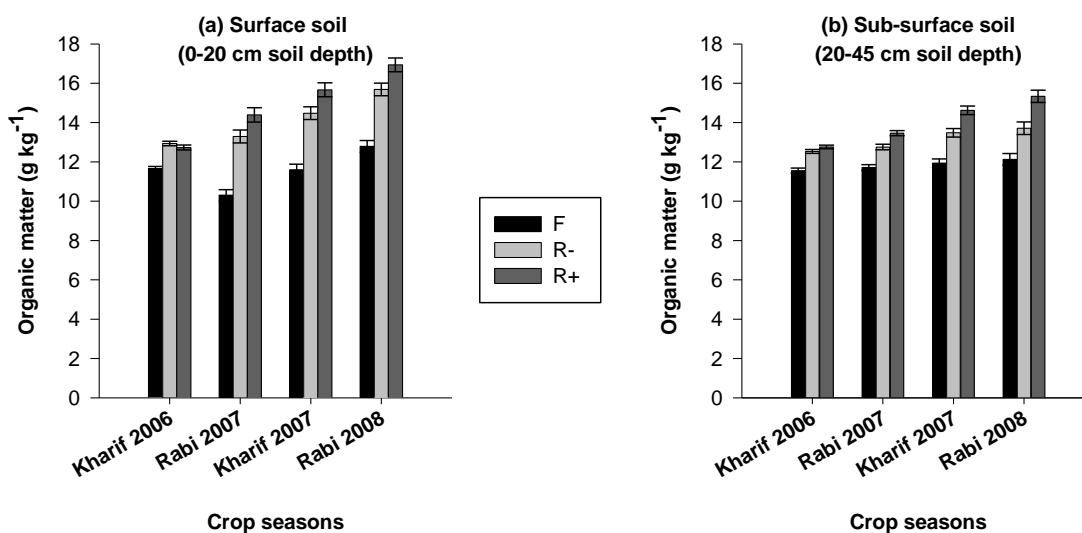 (a) Surface soil
(0-20 cm soil depth)
Organic matter (g kg⁻¹)
18
16
14
12
10
8
6
4
2
0
Kharif 2006
Rabi 2007
Kharif 2007
Rabi 2008
Crop seasons
F
R-
R+
(b) Sub-surface soil
(20-45 cm soil depth)
Organic matter (g kg⁻¹)
18
16
14
12
10
8
6
4
2
0
Kharif 2006
Rabi 2007
Kharif 2007
Rabi 2008
Crop seasons